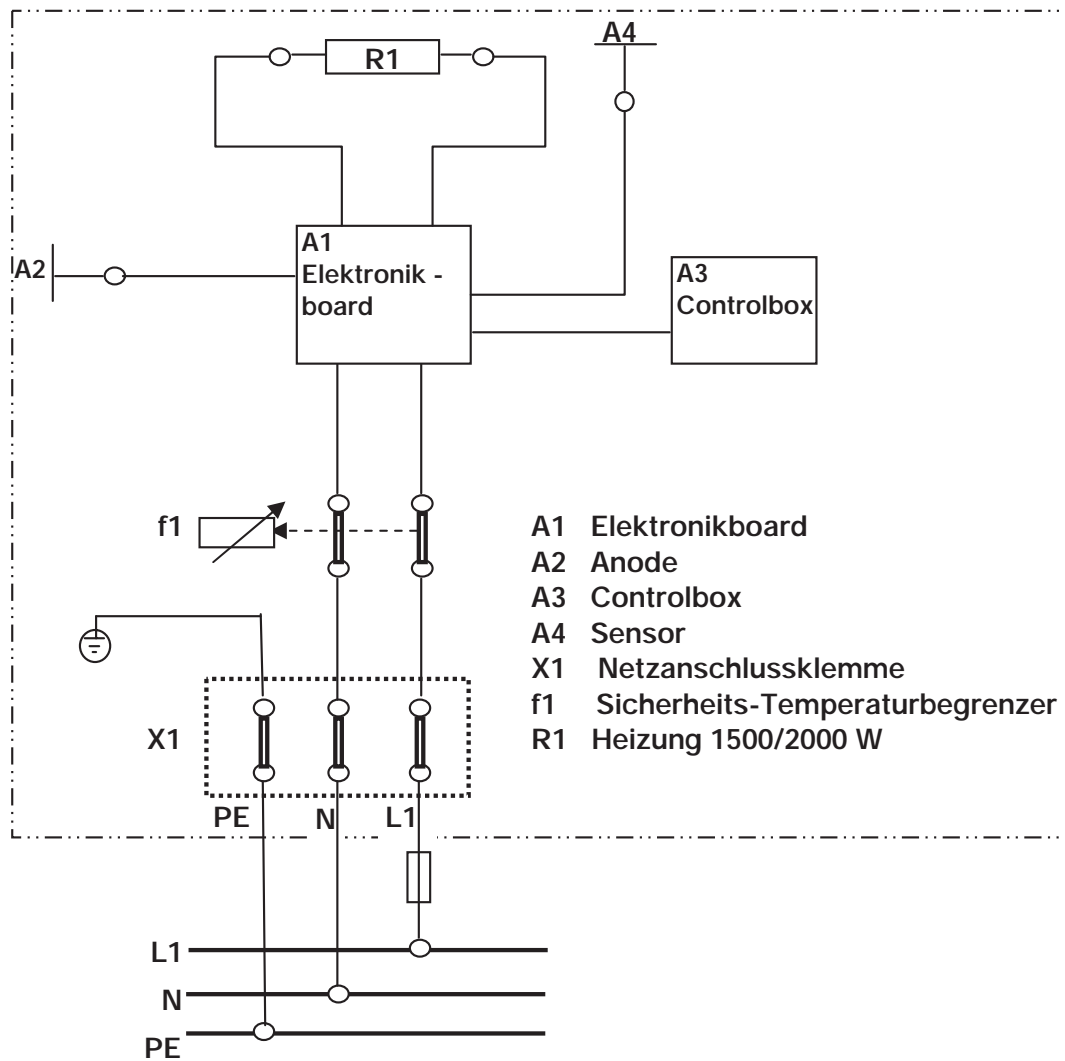 A4
R1
A1
Elektronik -
board
A2
A3
Controlbox
f1
A1 Elektronikboard
A2 Anode
A3 Controlbox
A4 Sensor
X1 Netzanschlussklemme
f1 Sicherheits-Temperaturbegrenzer
R1 Heizung 1500/2000 W
X1
PE N L1
L1
N
PE